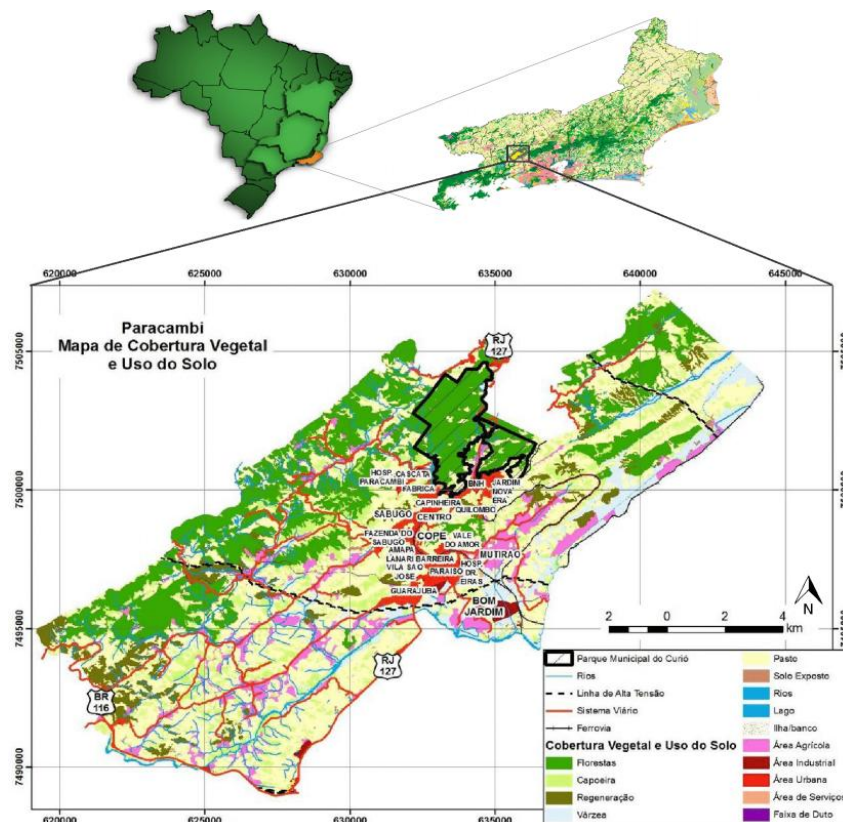 620000 625000 630000 635000 640000 645000
Paracambi
Mapa de Cobertura Vegetal
e Uso do Solo
RJ
127
7505000
7500000
7495000
7490000
HOSP.
PARACAMBI
CASCATA
FABRICA
BNH
JARDIM
NOVA
ERA
CAPINHEIRA
QUILOMBO
SABUGO
CENTRO
FAZENDA DO
SABUGO
COPE
VALE
DO AMOR
AMAPA
MUTIRAO
LANARI
BARREIRA
VILA SAO
JOSE
PARAISO
HOSP.
DR.
EIRAS
GUARAJUBA
BOM
JARDIM
RJ
127
BR
116
N
2 0 2 4
km
Parque Municipal do Curió
Rios
Linha de Alta Tensão
Sistema Viário
Ferrovia
Cobertura Vegetal e Uso do Solo
Florestas
Capoeira
Regeneração
Várzea
Pasto
Solo Exposto
Rios
Lago
Ilha/banco
Área Agrícola
Área Industrial
Área Urbana
Área de Serviços
Faixa de Duto
620000 625000 630000 635000